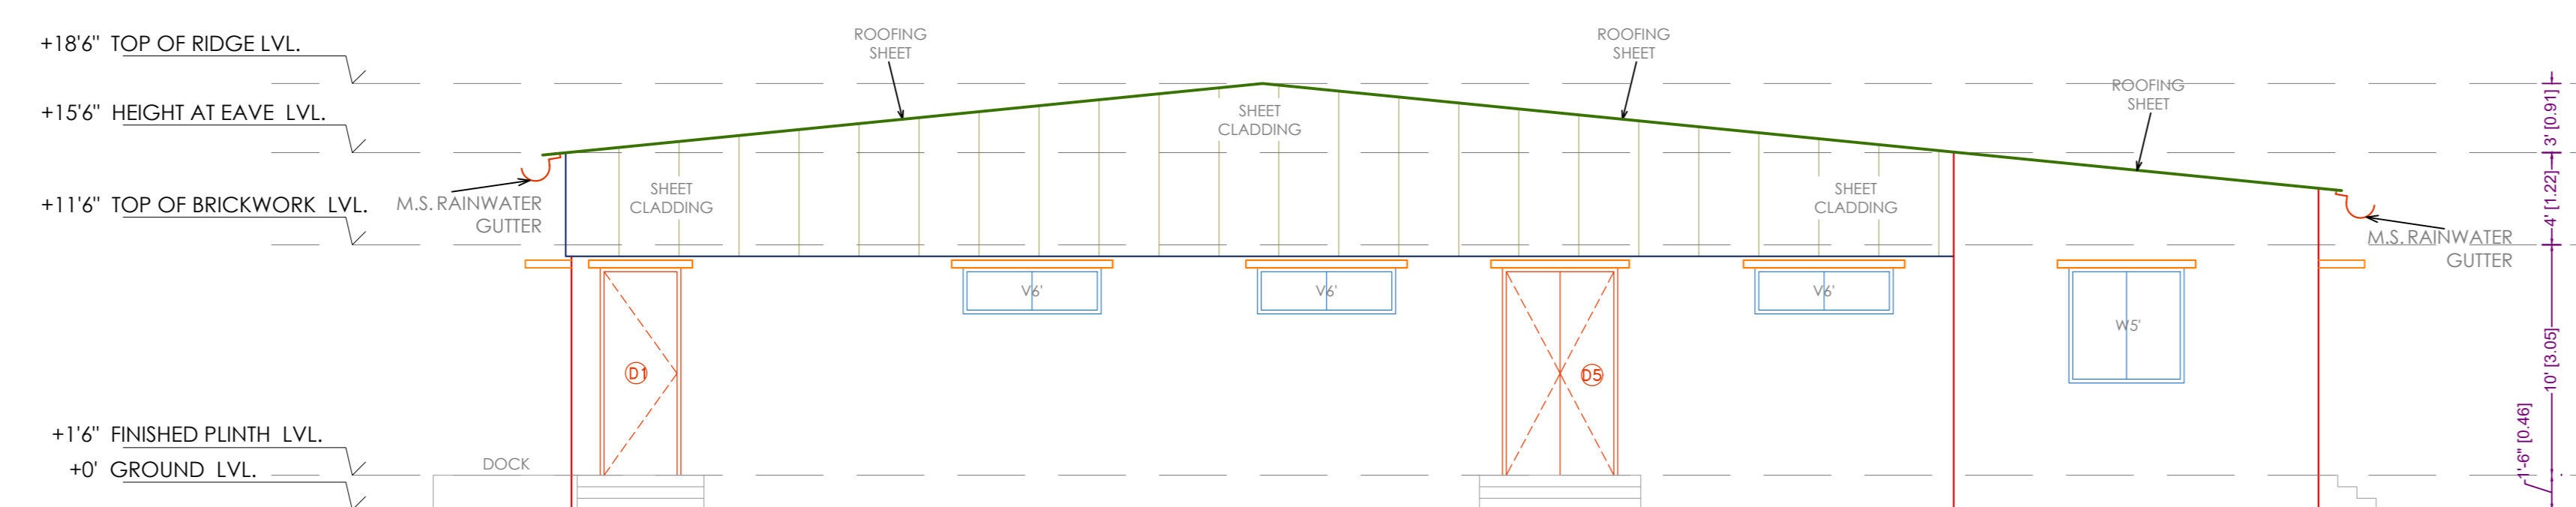 +18'6" TOP OF RIDGE LVL.
+15'6" HEIGHT AT EAVE LVL.
+11'6" TOP OF BRICKWORK LVL.
+1'6" FINISHED PLINTH LVL.
+0' GROUND LVL.
M.S. RAINWATER
GUTTER
DOCK
ROOFING
SHEET
SHEET
CLADDING
SHEET
CLADDING
ROOFING
SHEET
SHEET
CLADDING
ROOFING
SHEET
D1
V6'
V6'
D5
V6'
W5'
M.S. RAINWATER
GUTTER
3' [0.91]
4' [1.22]
10' [3.05]
1'-6" [0.46]